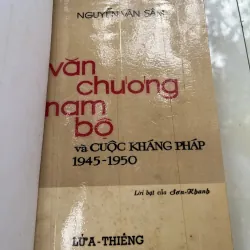 NGUYỄN VĂN SÂM
văn
chương
nam
bộ
và CUỘC KHÁNG PHÁP
1945-1950
Lời bạt của Sơn-Khanh
LỬA-THIÊNG